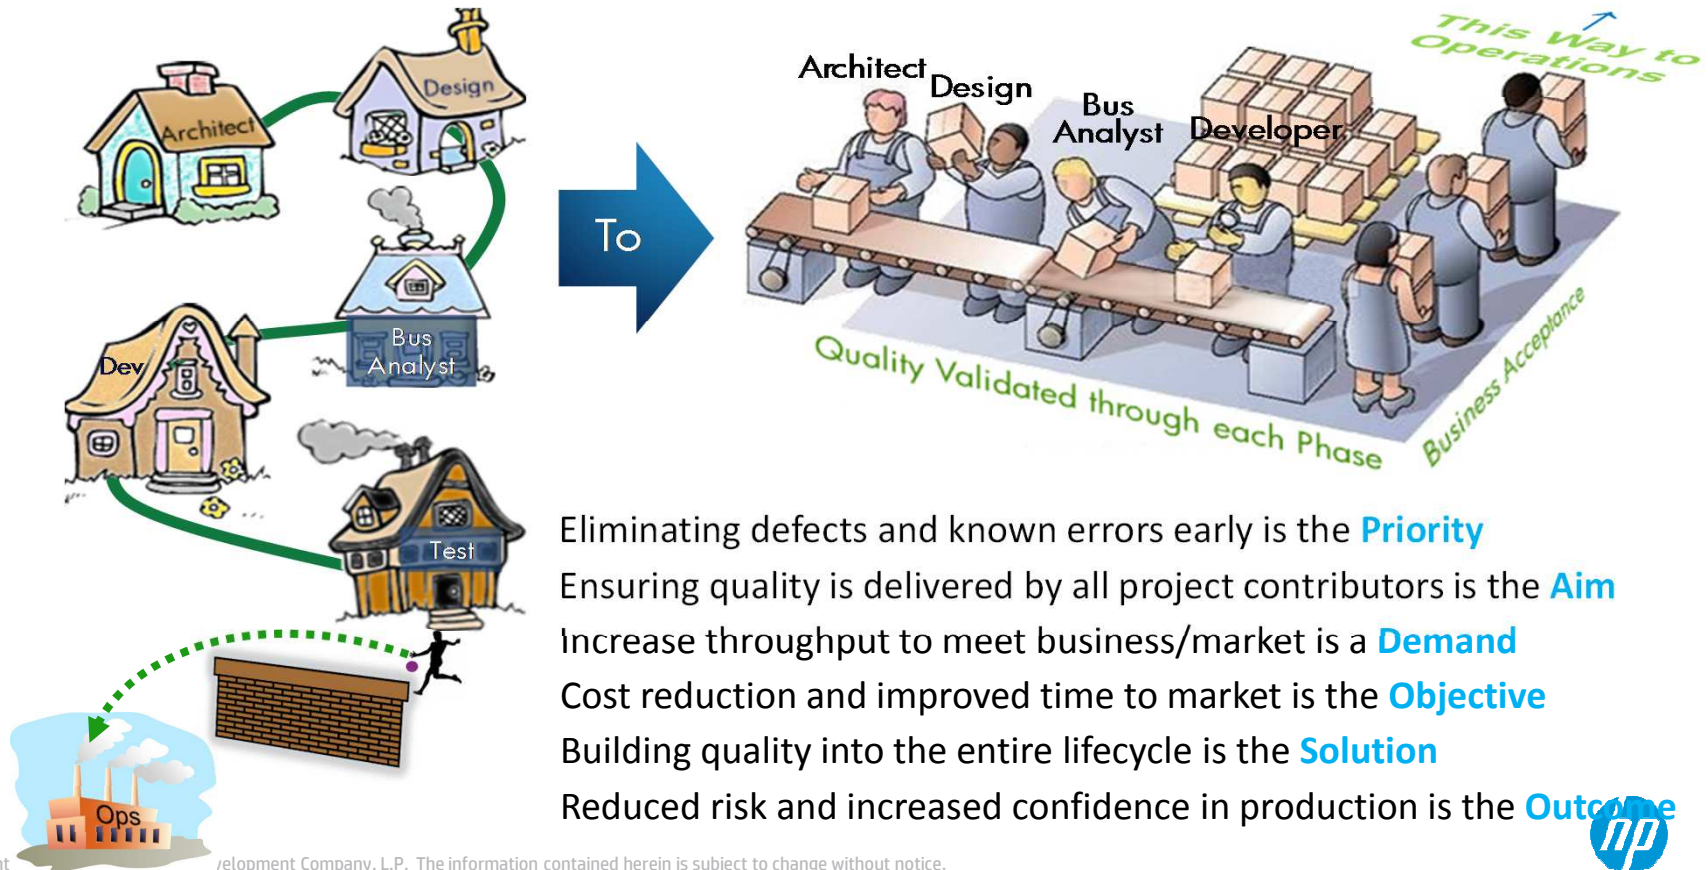 Architect
Design
Bus
Analyst
Dev
Test
Ops
To
Architect
Design
Bus
Analyst
Developer
This Way to
Operations
Quality Validated through each Phase
Business Acceptance
Eliminating defects and known errors early is the Priority
Ensuring quality is delivered by all project contributors is the Aim
Increase throughput to meet business/market is a Demand
Cost reduction and improved time to market is the Objective
Building quality into the entire lifecycle is the Solution
Reduced risk and increased confidence in production is the Outcome
hp
Company, L.P. The information contained herein is subject to change without notice.